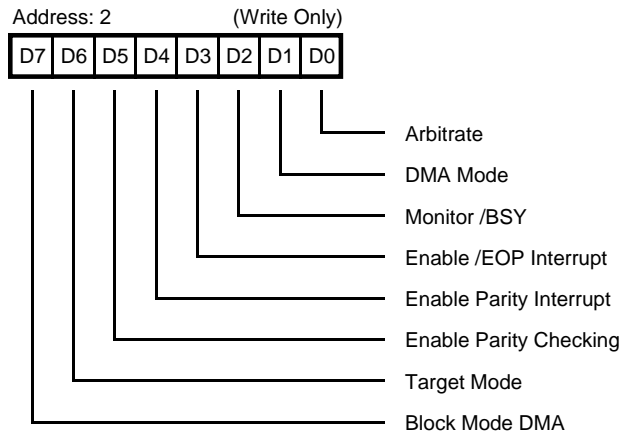 Address: 2 (Write Only)
D7 D6 D5 D4 D3 D2 D1 D0
Arbitrate
DMA Mode
Monitor /BSY
Enable /EOP Interrupt
Enable Parity Interrupt
Enable Parity Checking
Target Mode
Block Mode DMA